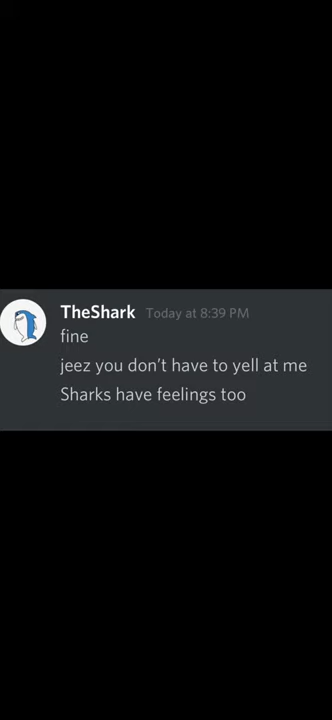 TheShark Today at 8:39 PM
fine
jeez you don't have to yell at me
Sharks have feelings too